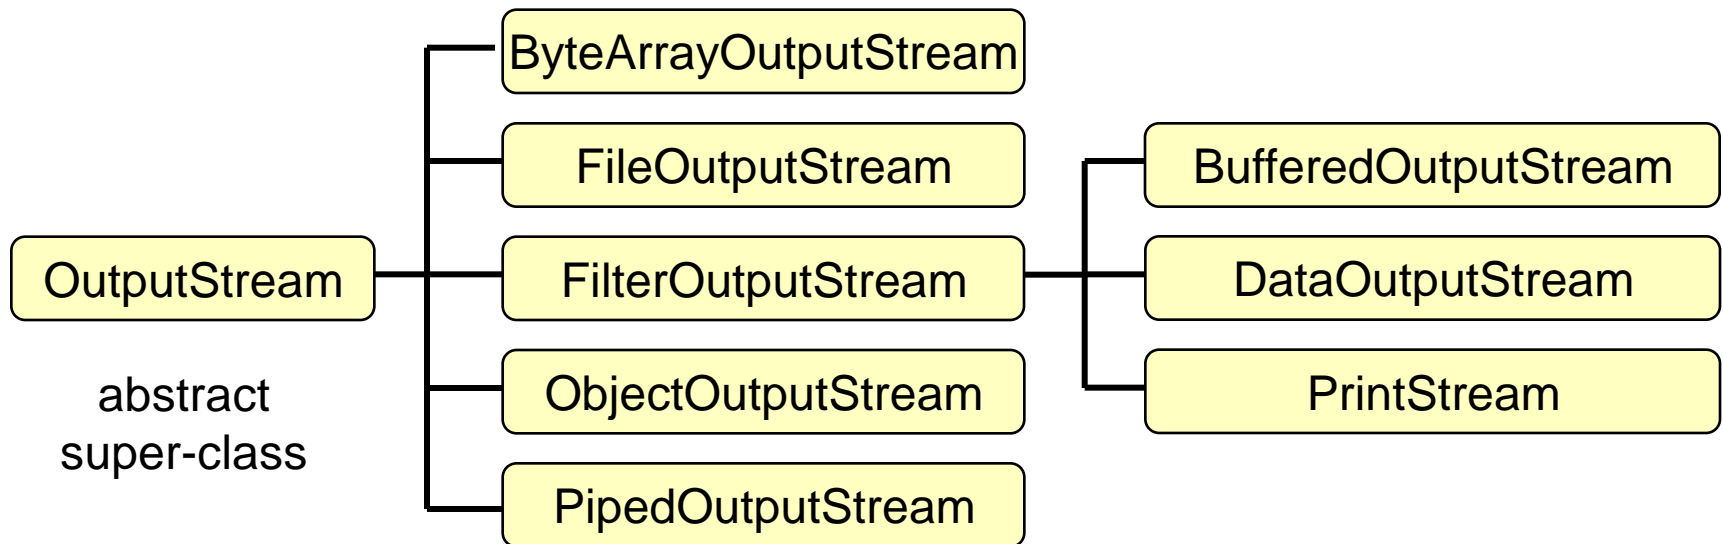 ByteArrayOutputStream
FileOutputStream
BufferedOutputStream
OutputStream
FilterOutputStream
DataOutputStream
abstract
super-class
ObjectOutputStream
PrintStream
PipedOutputStream